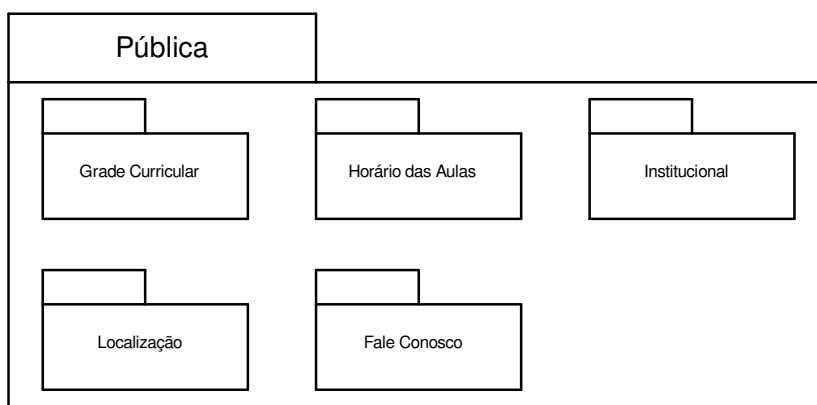 Pública
Grade Curricular
Horário das Aulas
Institucional
Localização
Fale Conosco